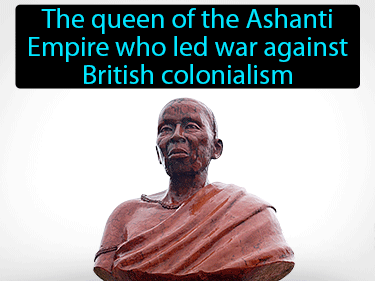 The queen of the Ashanti
Empire who led war against
British colonialism